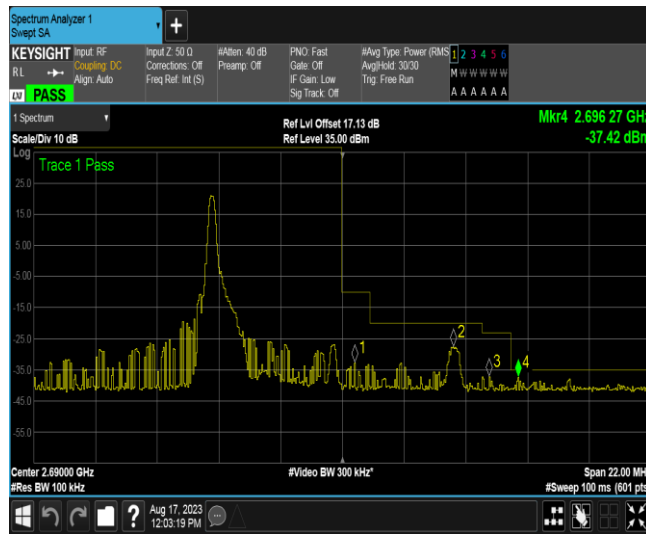 Spectrum Analyzer 1
Swept SA
+
KEYSIGHT
RL
LXI PASS
Input: RF
Coupling: DC
Align: Auto
Input Z: 50 Ω
Corrections: Off
Freq Ref: Int (S)
#Atten: 40 dB
Preamp: Off
PNO: Fast
Gate: Off
IF Gain: Low
Sig Track: Off
#Avg Type: Power (RMS
Avg|Hold: 30/30
Trig: Free Run
1 2 3 4 5 6
M W W W W W
A A A A A A
1 Spectrum
Scale/Div 10 dB
Ref Lvl Offset 17.13 dB
Ref Level 35.00 dBm
Mkr4 2.696 27 GHz
-37.42 dBm
Log
Trace 1 Pass
25.0
15.0
5.00
-5.00
-15.0
-25.0
-35.0
-45.0
-55.0
1
2
3
4
Center 2.69000 GHz
#Res BW 100 kHz
#Video BW 300 kHz*
Span 22.00 MH
#Sweep 100 ms (601 pts
?
Aug 17, 2023
12:03:19 PM